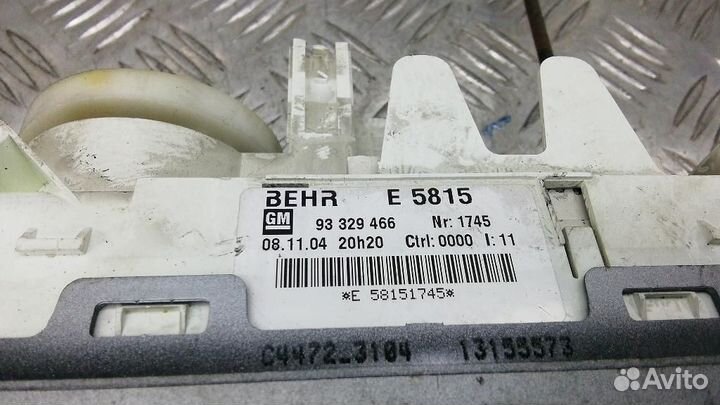 BEHR E 5815
GM 93 329 466 Nr: 1745
08.11.04 20h20 Ctrl: 0000 I: 11
*E 58151745*
C4472_3104 13155573
Avito